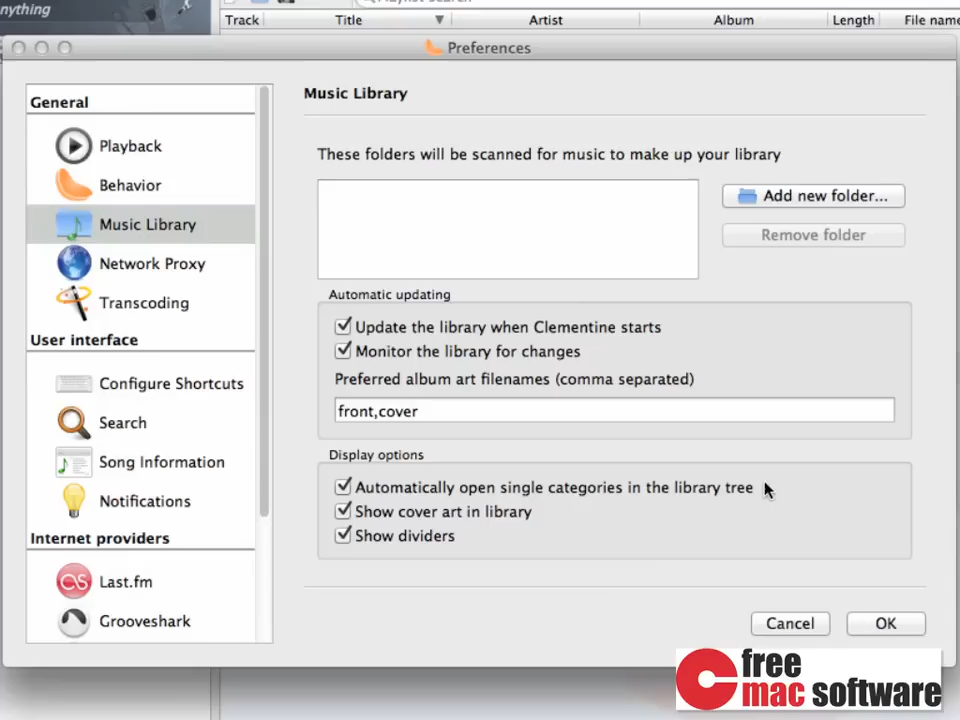 nything
Track Title Artist Album Length File name
Preferences
General
Playback
Behavior
Music Library
Network Proxy
Transcoding
User interface
Configure Shortcuts
Search
Song Information
Notifications
Internet providers
Last.fm
Grooveshark
Music Library
These folders will be scanned for music to make up your library
Add new folder...
Remove folder
Automatic updating
Update the library when Clementine starts
Monitor the library for changes
Preferred album art filenames (comma separated)
front,cover
Display options
Automatically open single categories in the library tree
Show cover art in library
Show dividers
Cancel OK
free
mac software